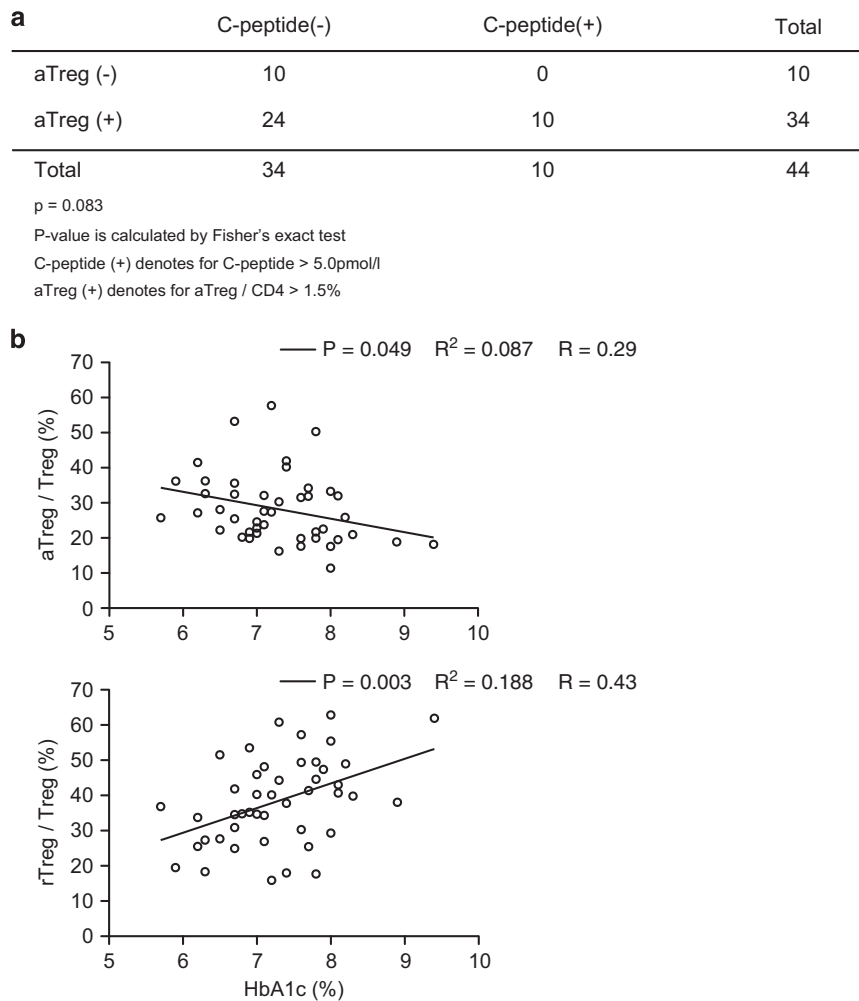 a
C-peptide(-) C-peptide(+) Total
aTreg (-) 10 0 10
aTreg (+) 24 10 34
Total 34 10 44
p = 0.083
P-value is calculated by Fisher's exact test
C-peptide (+) denotes for C-peptide > 5.0pmol/l
aTreg (+) denotes for aTreg / CD4 > 1.5%
b
P = 0.049 R² = 0.087 R = 0.29
aTreg / Treg (%)
70
60
50
40
30
20
10
0
5 6 7 8 9 10
P = 0.003 R² = 0.188 R = 0.43
rTreg / Treg (%)
70
60
50
40
30
20
10
0
5 6 7 8 9 10
HbA1c (%)